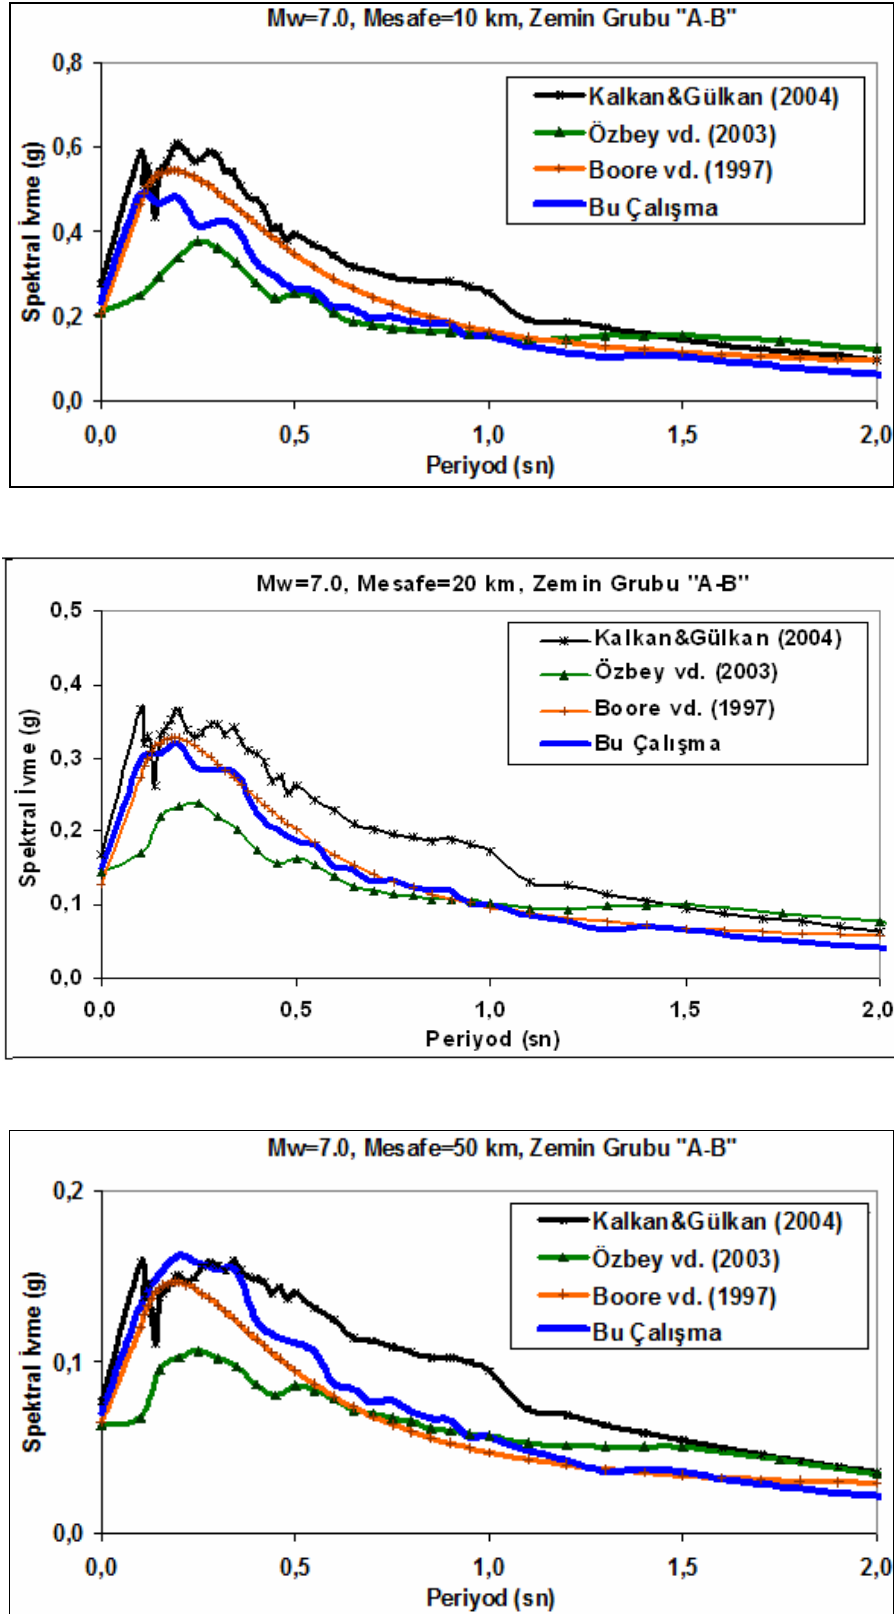 Mw=7.0, Mesafe=10 km, Zemin Grubu "A-B"
Spektral İvme (g)
0,8
0,6
0,4
0,2
0,0
Kalkan&Gülkan (2004)
Özbey vd. (2003)
Boore vd. (1997)
Bu Çalışma
0,0 0,5 1,0 1,5 2,0
Periyod (sn)
Mw=7.0, Mesafe=20 km, Zemin Grubu "A-B"
Spektral İvme (g)
0,5
0,4
0,3
0,2
0,1
0,0
Kalkan&Gülkan (2004)
Özbey vd. (2003)
Boore vd. (1997)
Bu Çalışma
0,0 0,5 1,0 1,5 2,0
Periyod (sn)
Mw=7.0, Mesafe=50 km, Zemin Grubu "A-B"
Spektral İvme (g)
0,2
0,1
0,0
Kalkan&Gülkan (2004)
Özbey vd. (2003)
Boore vd. (1997)
Bu Çalışma
0,0 0,5 1,0 1,5 2,0
Periyod (sn)